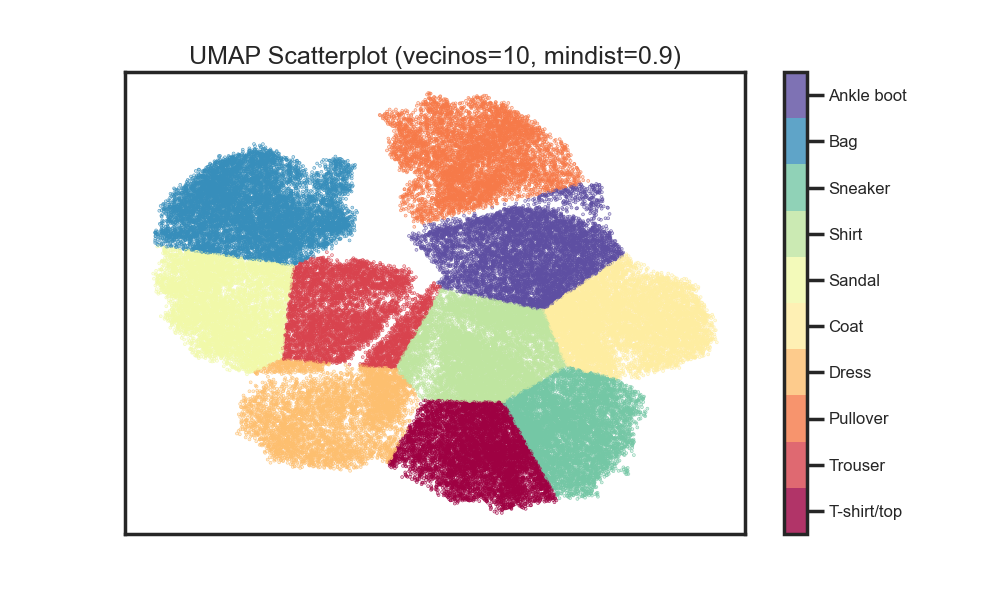 UMAP Scatterplot (vecinos=10, mindist=0.9)
Ankle boot
Bag
Sneaker
Shirt
Sandal
Coat
Dress
Pullover
Trouser
T-shirt/top